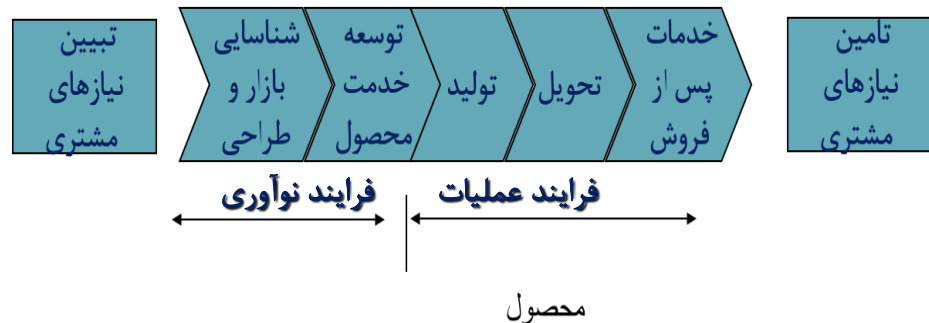 تبیین
نیازهای
مشتری
شناسایی
بازار و
طراحی
توسعه
خدمت
محصول
تولید
تحویل
خدمات
پس از
فروش
تامین
نیازهای
مشتری
فرایند نوآوری
فرایند عملیات
محصول